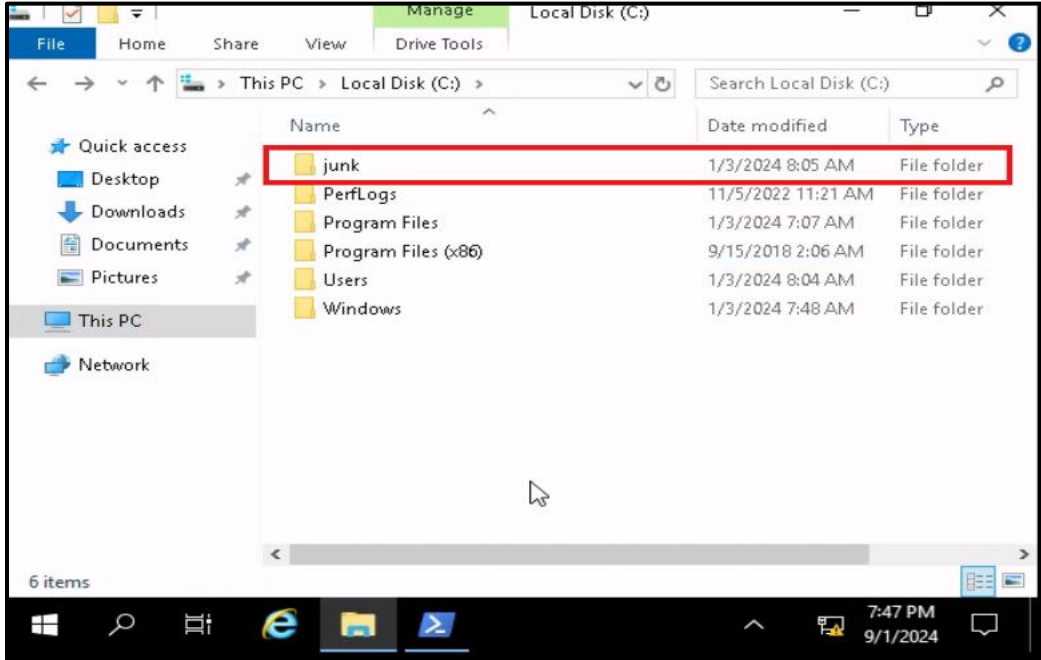 Manage Local Disk (C:)
File Home Share View Drive Tools
This PC Local Disk (C:) Search Local Disk (C:)
Name Date modified Type
Quick access
Desktop
Downloads
Documents
Pictures
This PC
Network
junk 1/3/2024 8:05 AM File folder
PerfLogs 11/5/2022 11:21 AM File folder
Program Files 1/3/2024 7:07 AM File folder
Program Files (x86) 9/15/2018 2:06 AM File folder
Users 1/3/2024 8:04 AM File folder
Windows 1/3/2024 7:48 AM File folder
6 items
7:47 PM
9/1/2024